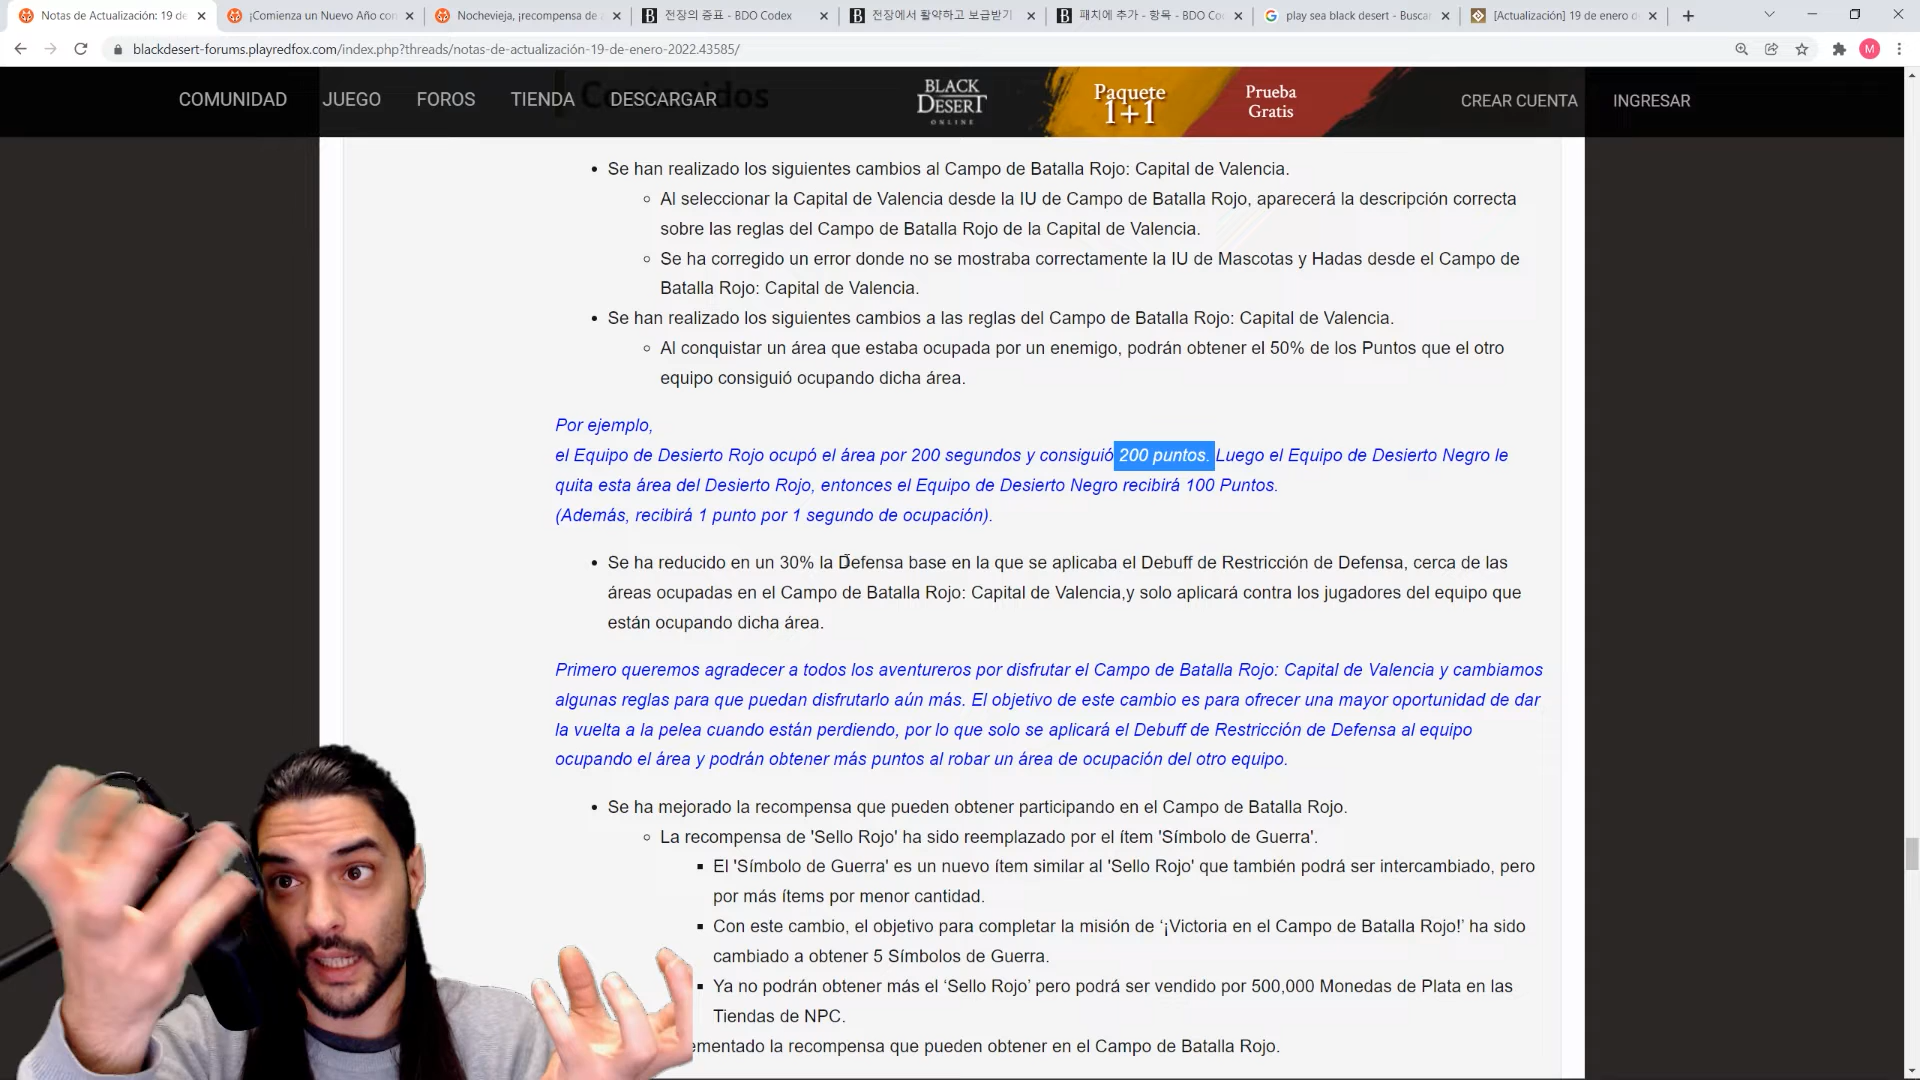 Notas de Actualización: 19 de
¡Comienza un Nuevo Año con
Nochevieja, ¡recompensa de
전장의 증표 - BDO Codex
전장에서 활약하고 보급받기
패치에 추가 - 항목 - BDO Co
play sea black desert - Buscar
[Actualización] 19 de enero d
blackdesert-forums.playredfox.com/index.php?threads/notas-de-actualización-19-de-enero-2022.43585/
M
COMUNIDAD JUEGO FOROS TIENDA DESCARGAR
Contenidos
BLACK
DESERT
ONLINE
Paquete
1+1
Prueba
Gratis
CREAR CUENTA INGRESAR
• Se han realizado los siguientes cambios al Campo de Batalla Rojo: Capital de Valencia.
Al seleccionar la Capital de Valencia desde la IU de Campo de Batalla Rojo, aparecerá la descripción correcta
sobre las reglas del Campo de Batalla Rojo de la Capital de Valencia.
Se ha corregido un error donde no se mostraba correctamente la IU de Mascotas y Hadas desde el Campo de
Batalla Rojo: Capital de Valencia.
• Se han realizado los siguientes cambios a las reglas del Campo de Batalla Rojo: Capital de Valencia.
Al conquistar un área que estaba ocupada por un enemigo, podrán obtener el 50% de los Puntos que el otro
equipo consiguió ocupando dicha área.
Por ejemplo,
el Equipo de Desierto Rojo ocupó el área por 200 segundos y consiguió 200 puntos. Luego el Equipo de Desierto Negro le
quita esta área del Desierto Rojo, entonces el Equipo de Desierto Negro recibirá 100 Puntos.
(Además, recibirá 1 punto por 1 segundo de ocupación).
• Se ha reducido en un 30% la Defensa base en la que se aplicaba el Debuff de Restricción de Defensa, cerca de las
áreas ocupadas en el Campo de Batalla Rojo: Capital de Valencia,y solo aplicará contra los jugadores del equipo que
están ocupando dicha área.
Primero queremos agradecer a todos los aventureros por disfrutar el Campo de Batalla Rojo: Capital de Valencia y cambiamos
algunas reglas para que puedan disfrutarlo aún más. El objetivo de este cambio es para ofrecer una mayor oportunidad de dar
la vuelta a la pelea cuando están perdiendo, por lo que solo se aplicará el Debuff de Restricción de Defensa al equipo
ocupando el área y podrán obtener más puntos al robar un área de ocupación del otro equipo.
• Se ha mejorado la recompensa que pueden obtener participando en el Campo de Batalla Rojo.
La recompensa de 'Sello Rojo' ha sido reemplazado por el ítem 'Símbolo de Guerra'.
El 'Símbolo de Guerra' es un nuevo ítem similar al 'Sello Rojo' que también podrá ser intercambiado, pero
por más ítems por menor cantidad.
Con este cambio, el objetivo para completar la misión de ‘¡Victoria en el Campo de Batalla Rojo!’ ha sido
cambiado a obtener 5 Símbolos de Guerra.
Ya no podrán obtener más el ‘Sello Rojo’ pero podrá ser vendido por 500,000 Monedas de Plata en las
Tiendas de NPC.
ementado la recompensa que pueden obtener en el Campo de Batalla Rojo.